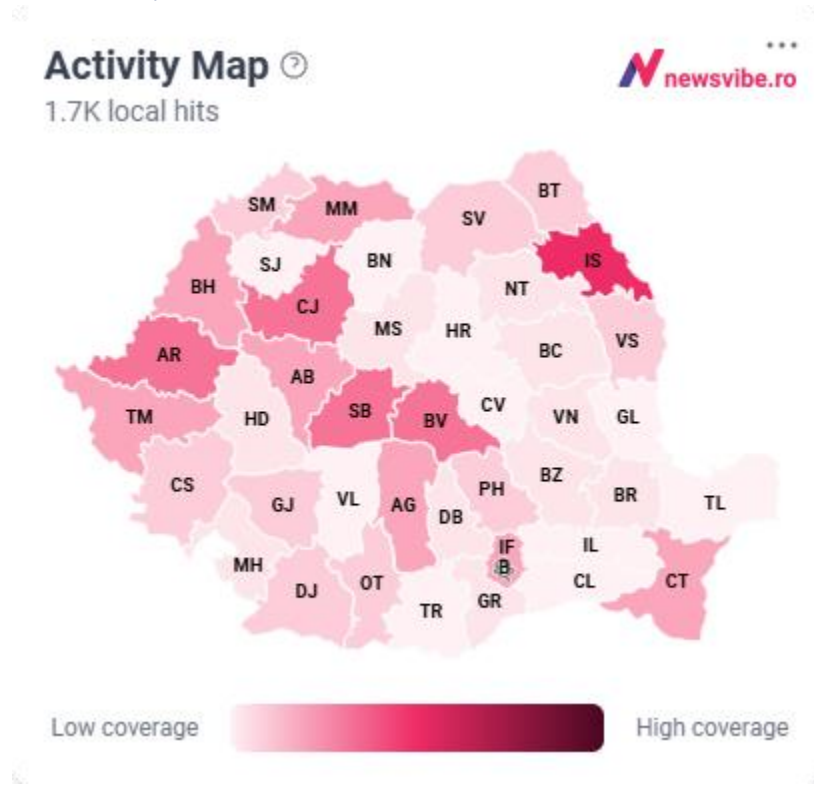 Activity Map ?
...
newsvibe.ro
1.7K local hits
BT
SM
MM
SV
SJ
BN
IS
BH
NT
CJ
MS
HR
VS
AR
BC
AB
TM
HD
SB
BV
CV
VN
GL
CS
GJ
VL
AG
PH
BZ
BR
TL
DB
IF
IL
B
MH
DJ
OT
TR
GR
CL
CT
Low coverage
High coverage